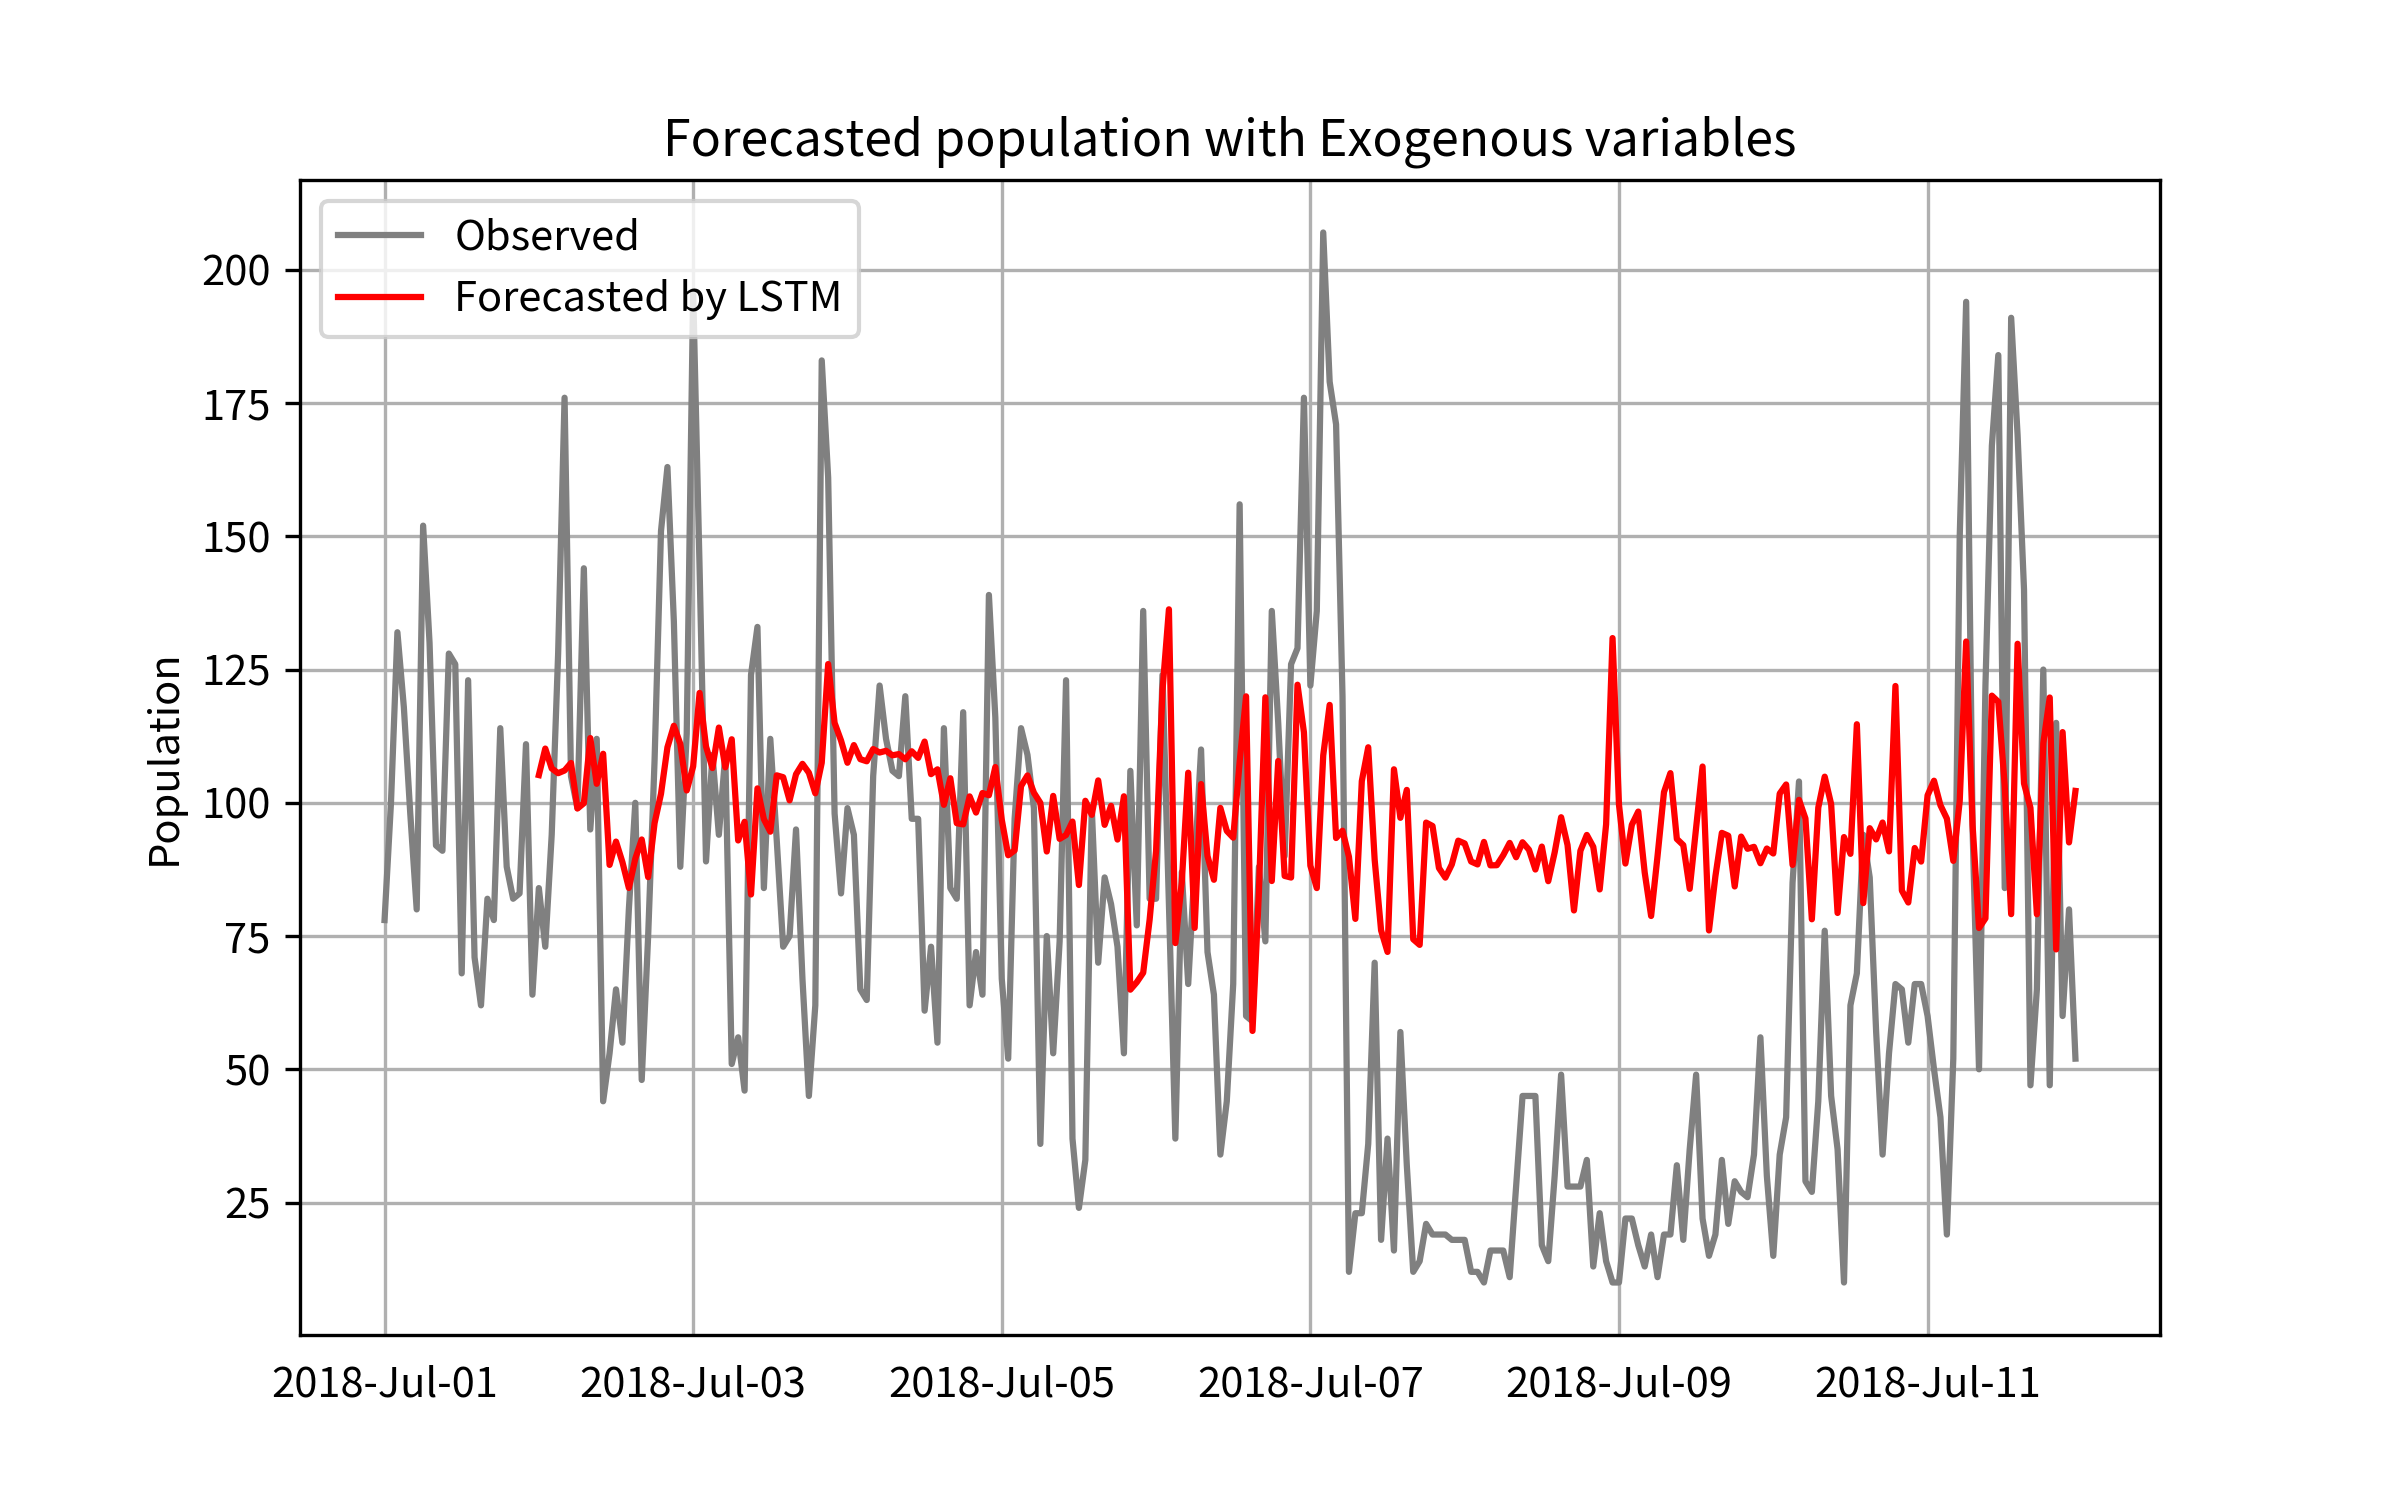 Forecasted population with Exogenous variables
Observed
Forecasted by LSTM
Population
200
175
150
125
100
75
50
25
2018-Jul-01
2018-Jul-03
2018-Jul-05
2018-Jul-07
2018-Jul-09
2018-Jul-11